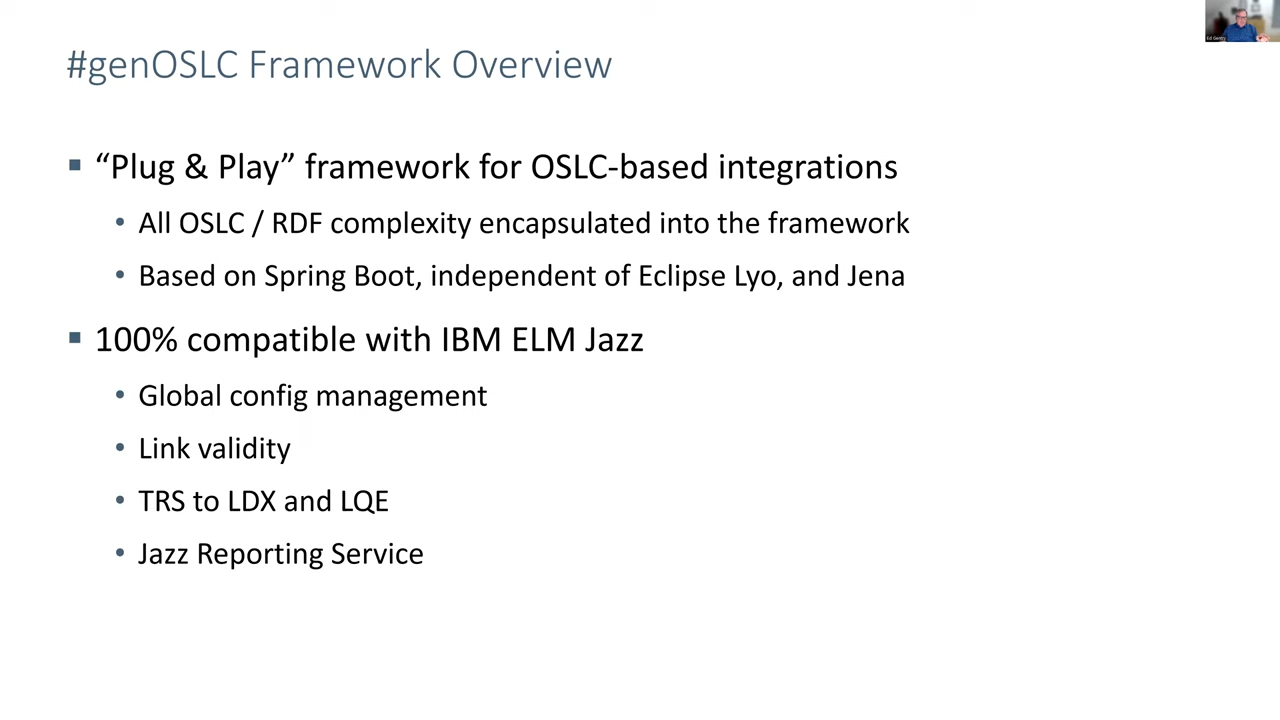 #genOSLC Framework Overview
“Plug & Play” framework for OSLC-based integrations
All OSLC / RDF complexity encapsulated into the framework
Based on Spring Boot, independent of Eclipse Lyo, and Jena
100% compatible with IBM ELM Jazz
Global config management
Link validity
TRS to LDX and LQE
Jazz Reporting Service
Ed Gentry